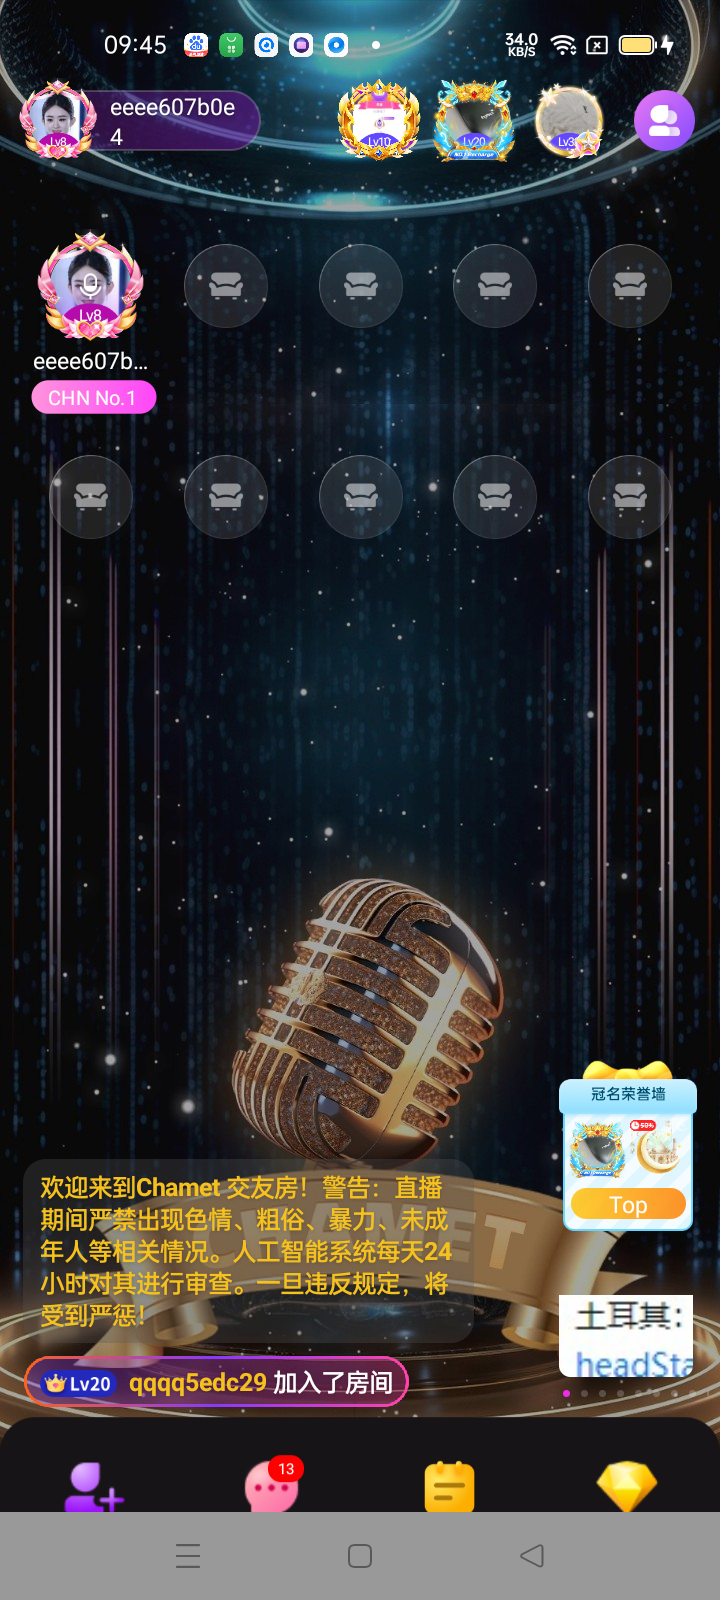 09:45
34.0
KB/S
eeee607b0e
4
Lv8
Lv10
Lv20
Lv8
eeee607b...
CHN No.1
CHAMET
冠名荣誉墙
Top
欢迎来到Chamet 交友房！警告：直播
期间严禁出现色情、粗俗、暴力、未成
年人等相关情况。人工智能系统每天24
小时对其进行审查。一旦违反规定，将
受到严惩！
土耳其:
headSta
Lv20 qqqq5edc29 加入了房间
13